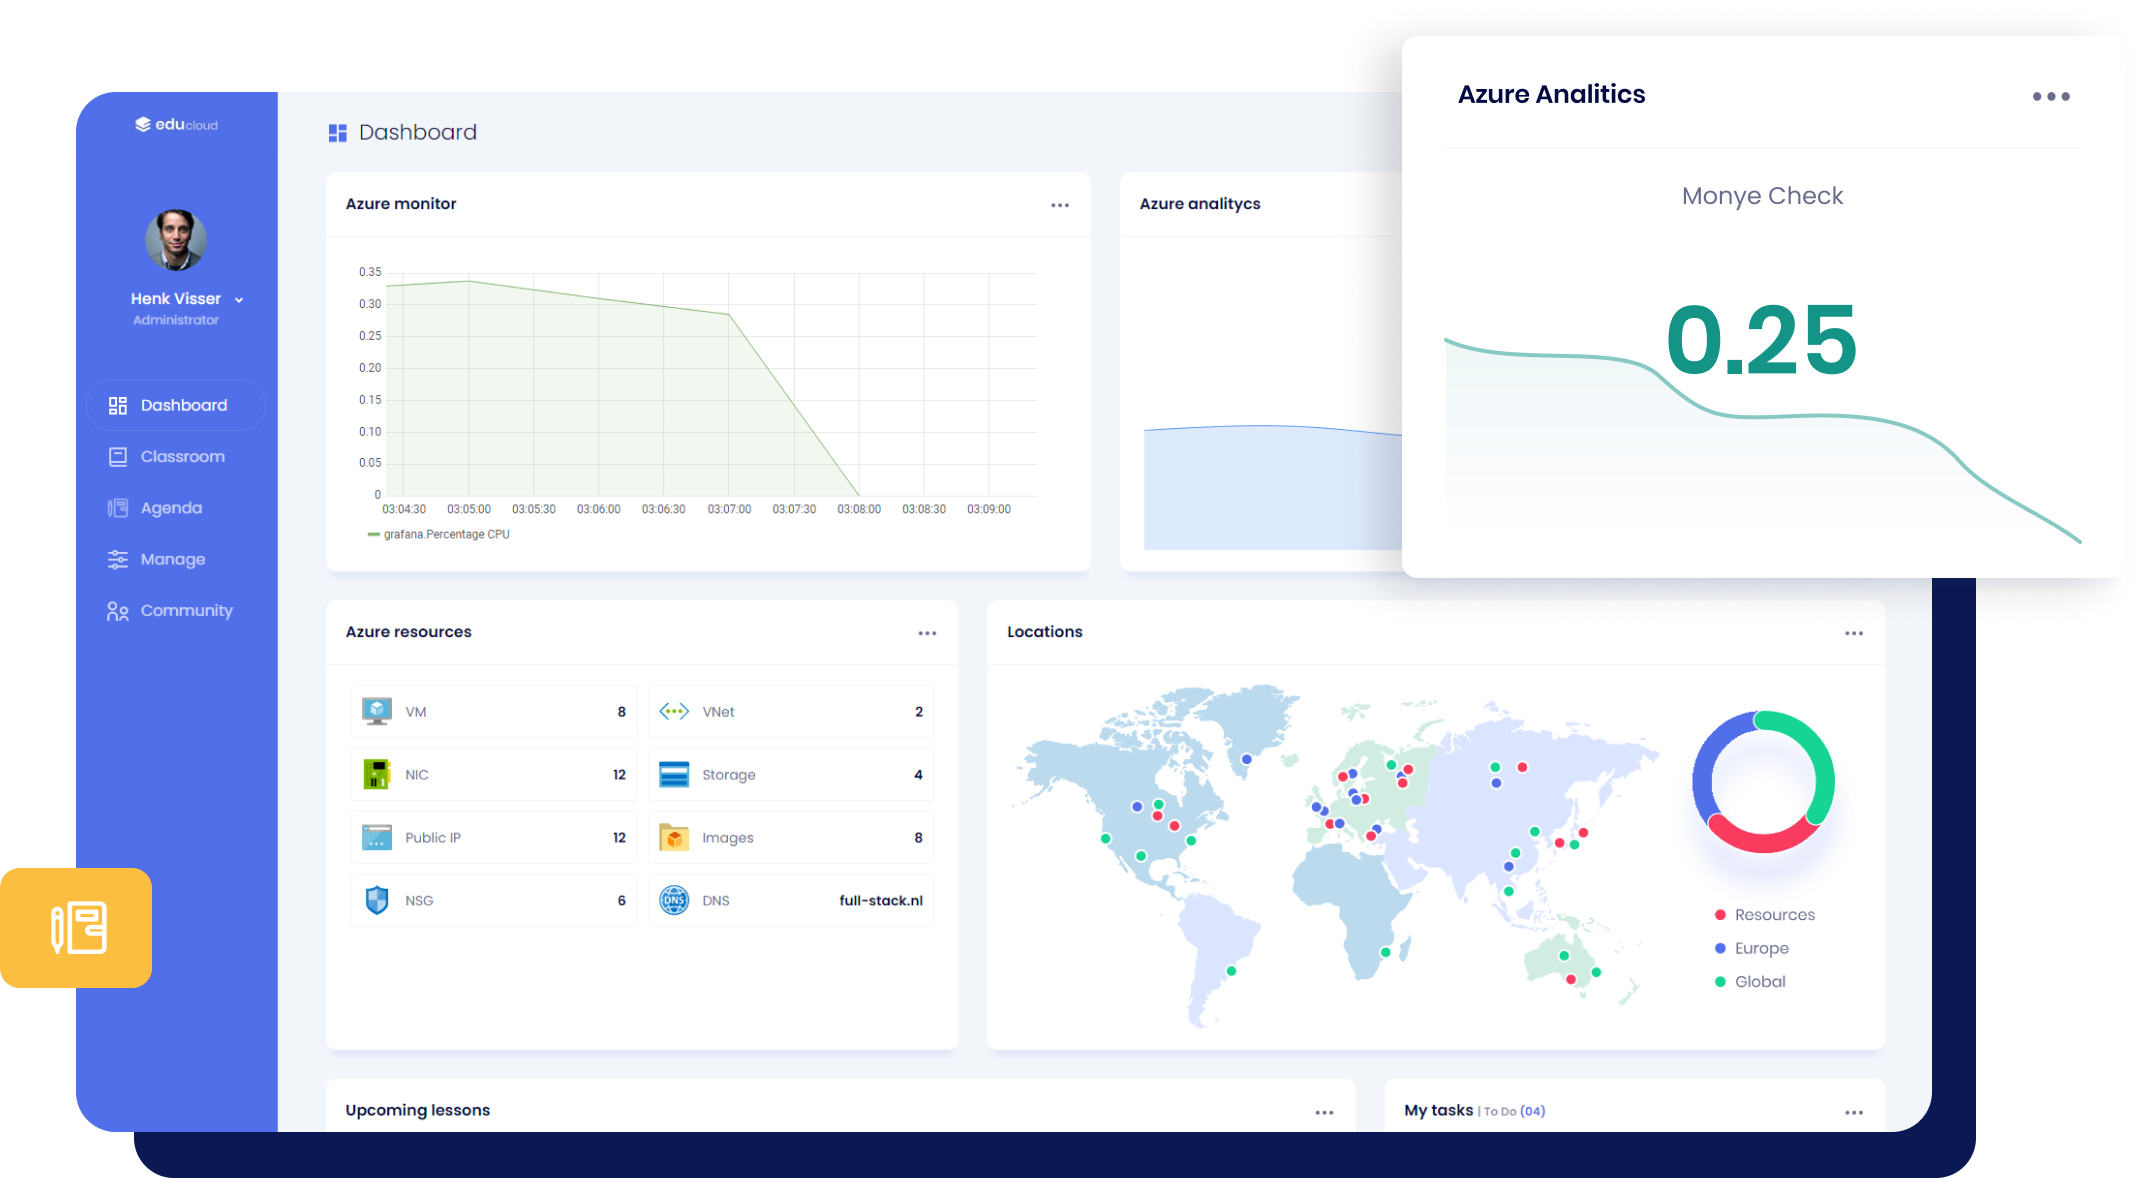 educloud
Henk Visser
Administrator
Dashboard
Classroom
Agenda
Manage
Community
Dashboard
Azure monitor
0.35
0.30
0.25
0.20
0.15
0.10
0.05
0
03:04:30 03:05:00 03:05:30 03:06:00 03:06:30 03:07:00 03:07:30 03:08:00 03:08:30 03:09:00
grafana.Percentage CPU
Azure analitycs
Azure Analitics
Monye Check
0.25
Azure resources
VM 8
VNet 2
NIC 12
Storage 4
Public IP 12
Images 8
NSG 6
DNS DNS full-stack.nl
Locations
Resources
Europe
Global
Upcoming lessons
My tasks | To Do (04)